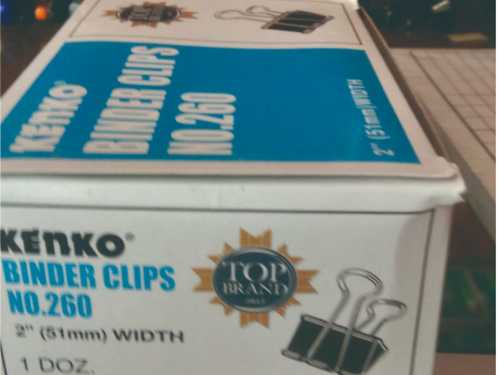 KENKO®
BINDER CLIPS
NO.260
2" (51mm) WIDTH
KENKO®
BINDER CLIPS
NO.260
2" (51mm) WIDTH
1 DOZ.
TOP
BRAND